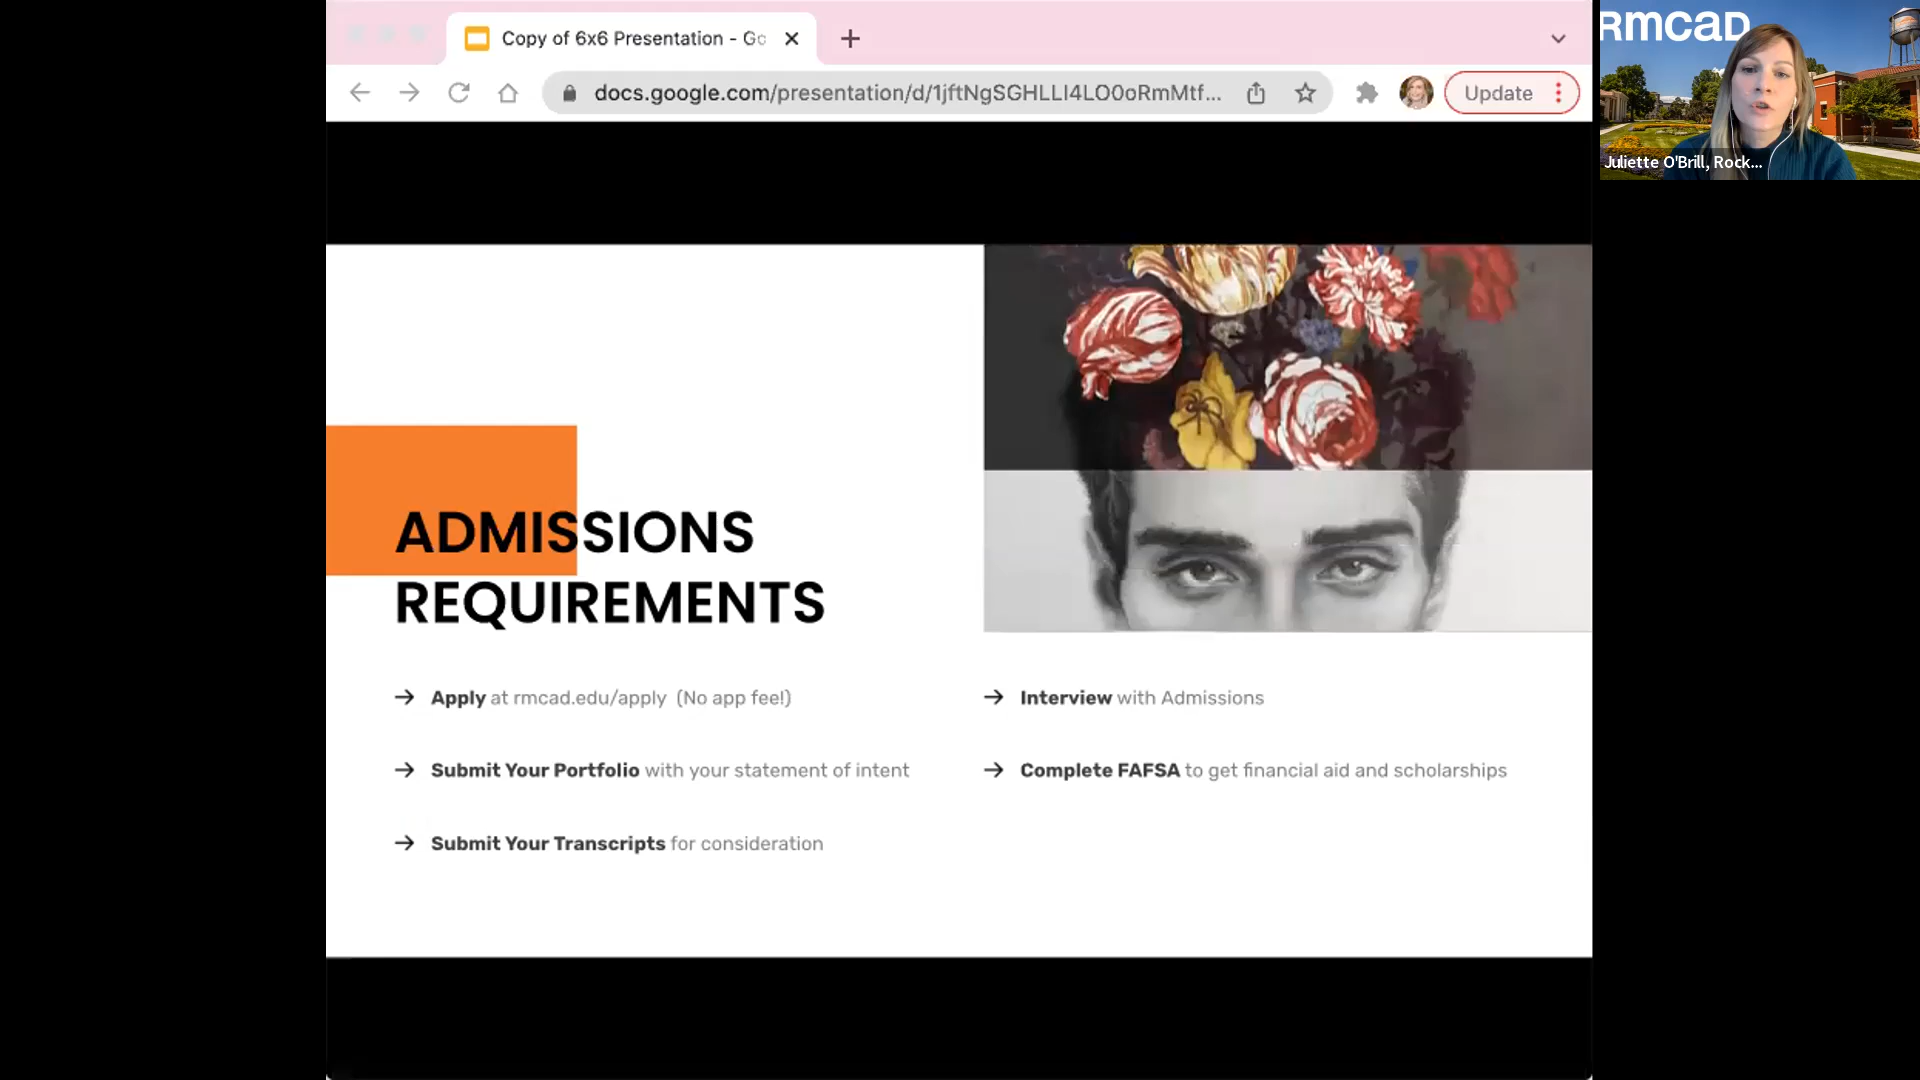 Copy of 6x6 Presentation - Go
docs.google.com/presentation/d/1jftNgSGHLLI4LO0oRmMtf...
Update
rmcad
Juliette O'Brill, Rock...
ADMISSIONS
REQUIREMENTS
→ Apply at rmcad.edu/apply (No app fee!)
→ Submit Your Portfolio with your statement of intent
→ Submit Your Transcripts for consideration
→ Interview with Admissions
→ Complete FAFSA to get financial aid and scholarships